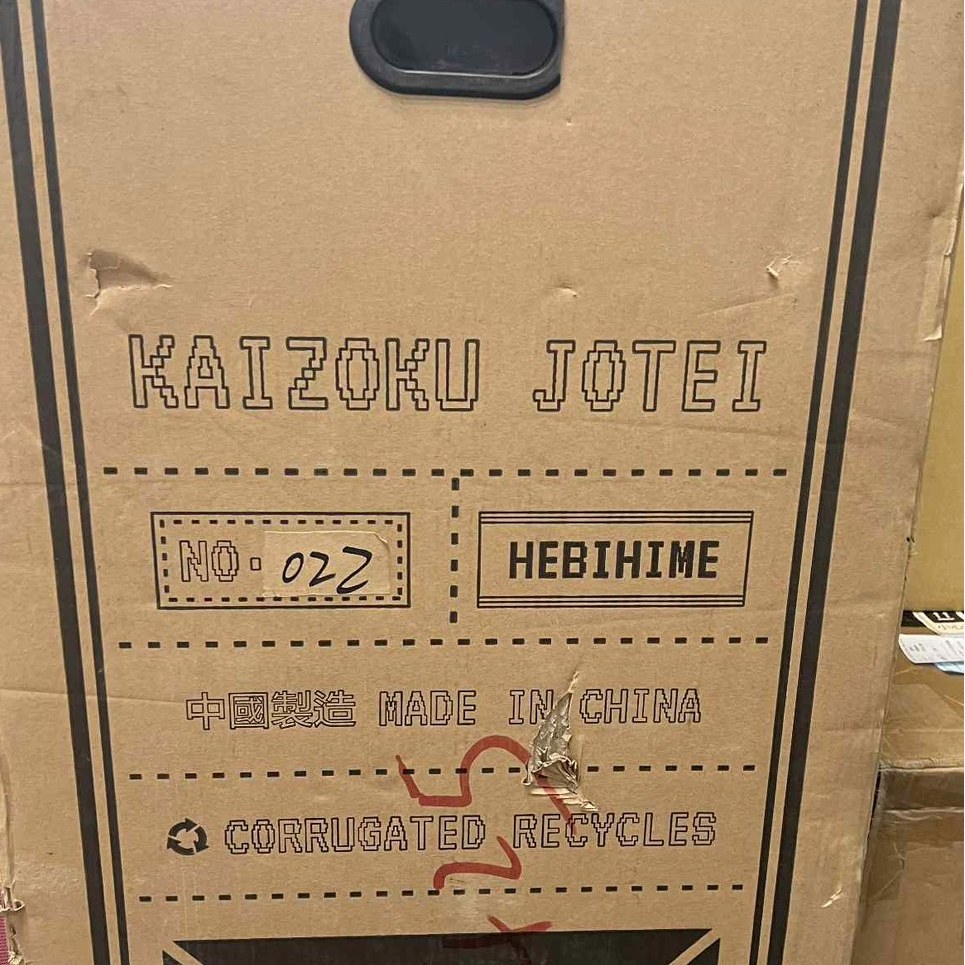 KAIZOKU JOTEI
NO. 022
HEBIHIME
中國製造 MADE IN CHINA
CORRUGATED RECYCLES